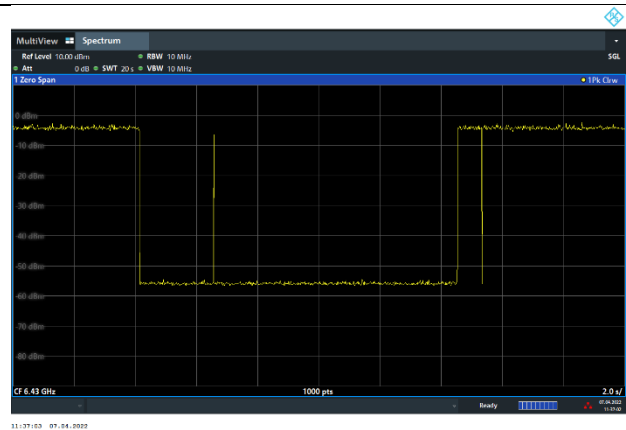 MultiView Spectrum
Ref Level 10.00 dBm RBW 10 MHz SGL
Att 0 dB SWT 20 s VBW 10 MHz
1 Zero Span 1Pk Clrw
0 dBm
-10 dBm
-20 dBm
-30 dBm
-40 dBm
-50 dBm
-60 dBm
-70 dBm
-80 dBm
CF 6.43 GHz 1000 pts 2.0 s/
Ready 07.04.2022
11:37:02
11:37:03 07.04.2022